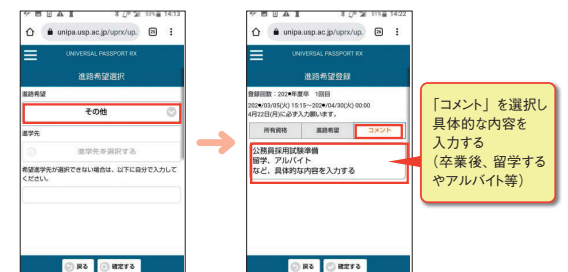 14:13
unipa.usp.ac.jp/uprx/up.
UNIVERSAL PASSPORT RX
進路希望選択
進路希望
その他
進学先
進学先を選択する
希望進学先が選択できない場合は、以下に自分で入力して
ください。
戻る 確定する
14:22
unipa.usp.ac.jp/uprx/up.
UNIVERSAL PASSPORT RX
進路希望登録
登録回数：202●年度卒 1回目
202●/03/05(火) 15:15～202●/04/30(火) 00:00
4月22日(月)に必ず入力願います。
所有資格 進路希望 コメント
公務員採用試験準備
留学、アルバイト
など、具体的な内容を入力する
戻る 確定する
「コメント」を選択し
具体的な内容を
入力する
（卒業後、留学する
やアルバイト等）